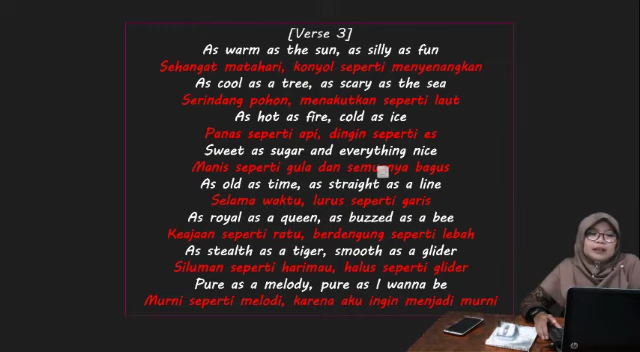 [Verse 3]
As warm as the sun, as silly as fun
Sehangat matahari, konyol seperti menyenangkan
As cool as a tree, as scary as the sea
Serindang pohon, menakutkan seperti laut
As hot as fire, cold as ice
Panas seperti api, dingin seperti es
Sweet as sugar and everything nice
Manis seperti gula dan semuanya bagus
As old as time, as straight as a line
Selama waktu, lurus seperti garis
As royal as a queen, as buzzed as a bee
Keajaan seperti ratu, berdengung seperti lebah
As stealth as a tiger, smooth as a glider
Siluman seperti harimau, halus seperti glider
Pure as a melody, pure as I wanna be
Murni seperti melodi, karena aku ingin menjadi murni
hp